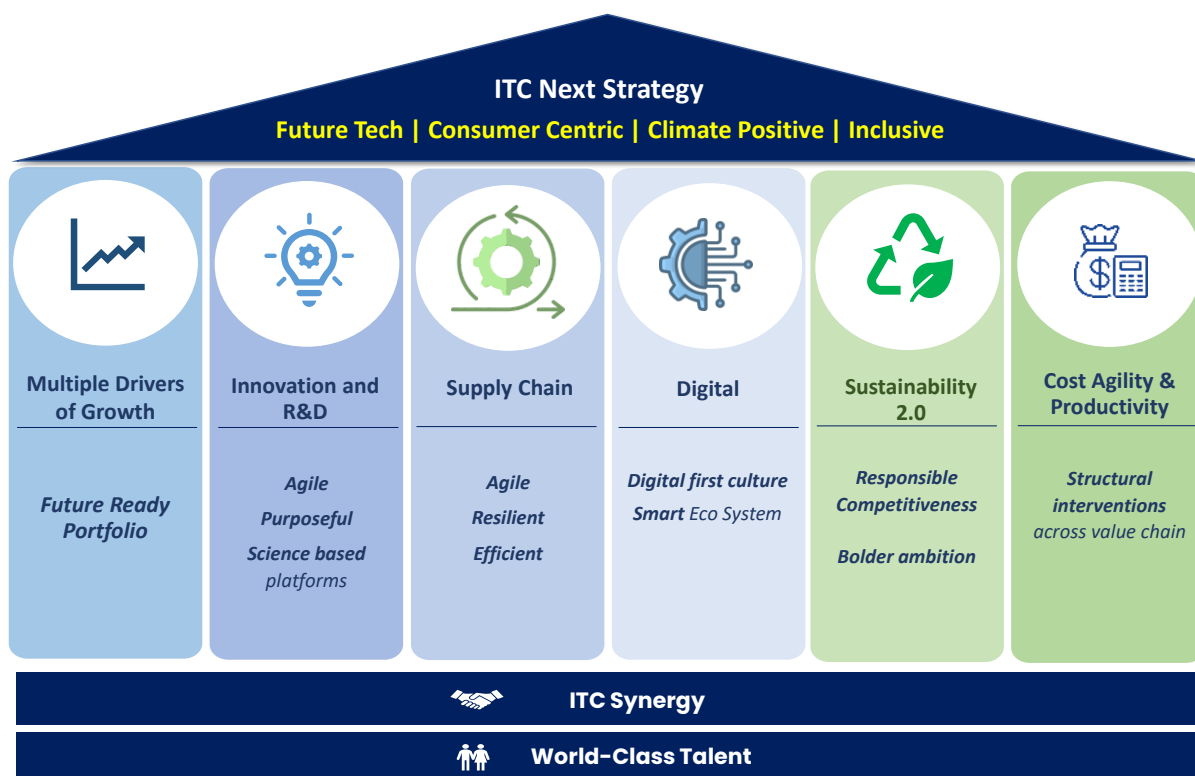 ITC Next Strategy
Future Tech | Consumer Centric | Climate Positive | Inclusive
Multiple Drivers
of Growth
Future Ready
Portfolio
Innovation and
R&D
Agile
Purposeful
Science based
platforms
Supply Chain
Agile
Resilient
Efficient
Digital
Digital first culture
Smart Eco System
Sustainability
2.0
Responsible
Competitiveness
Bolder ambition
Cost Agility &
Productivity
Structural
interventions
across value chain
ITC Synergy
World-Class Talent